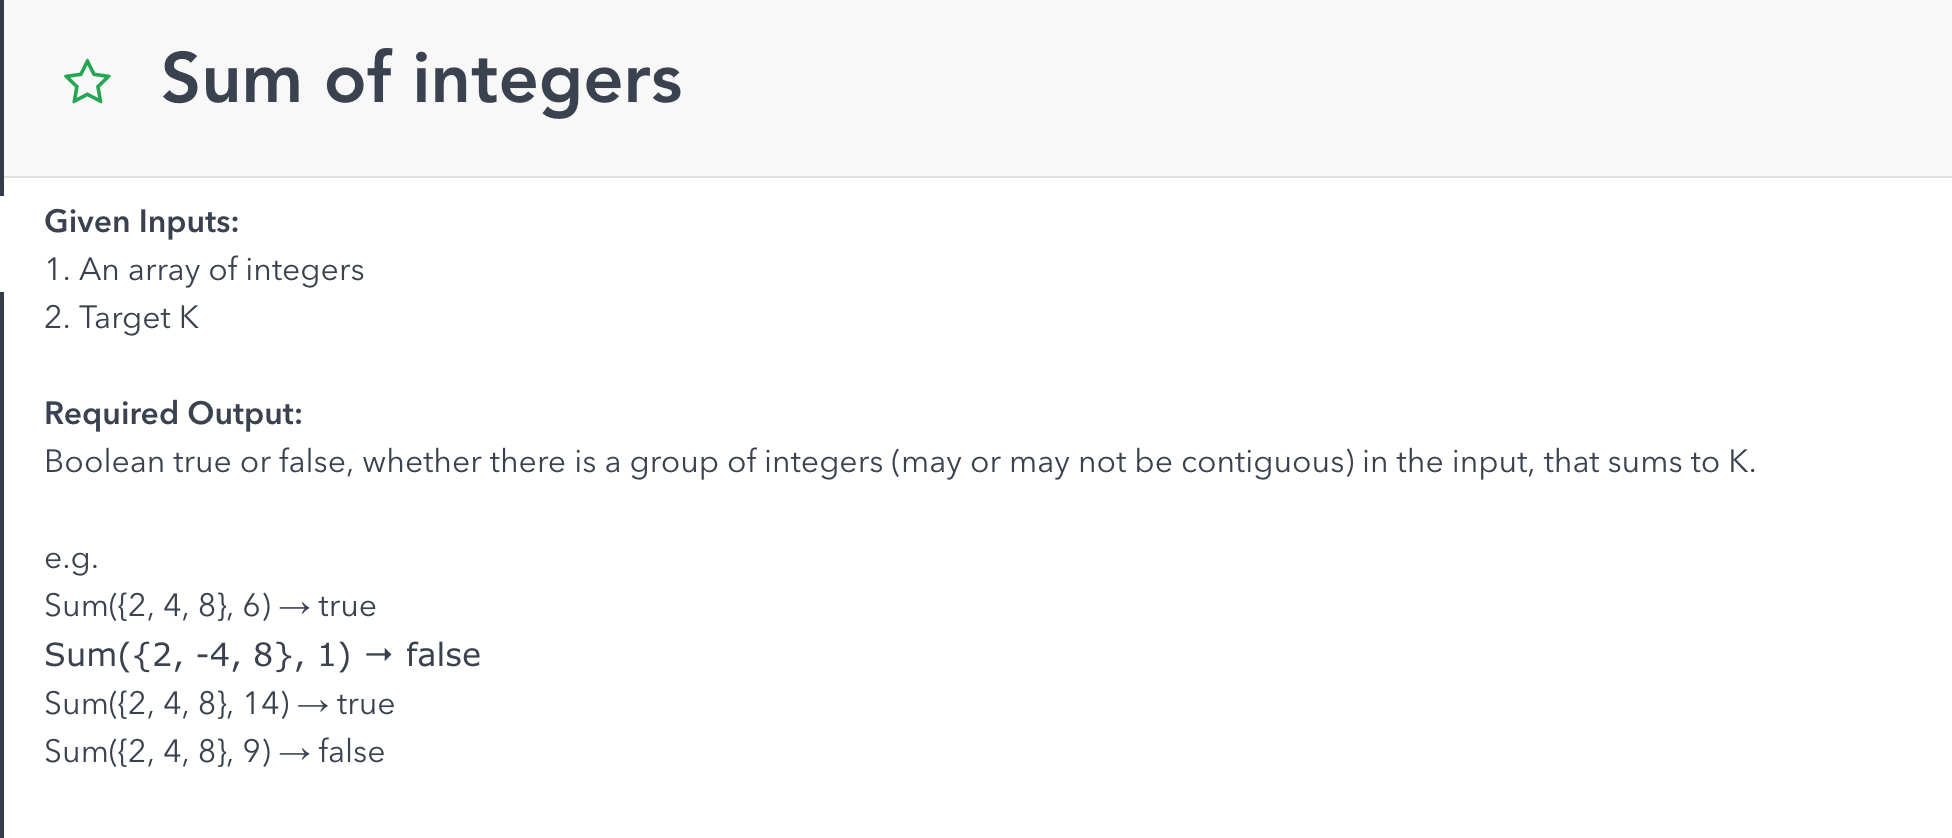 Sum of integers
Given Inputs:
1. An array of integers
2. Target K
Required Output:
Boolean true or false, whether there is a group of integers (may or may not be contiguous) in the input, that sums to K.
e.g.
Sum({2, 4, 8}, 6) → true
Sum({2, -4, 8}, 1) → false
Sum({2, 4, 8}, 14) → true
Sum({2, 4, 8}, 9) → false